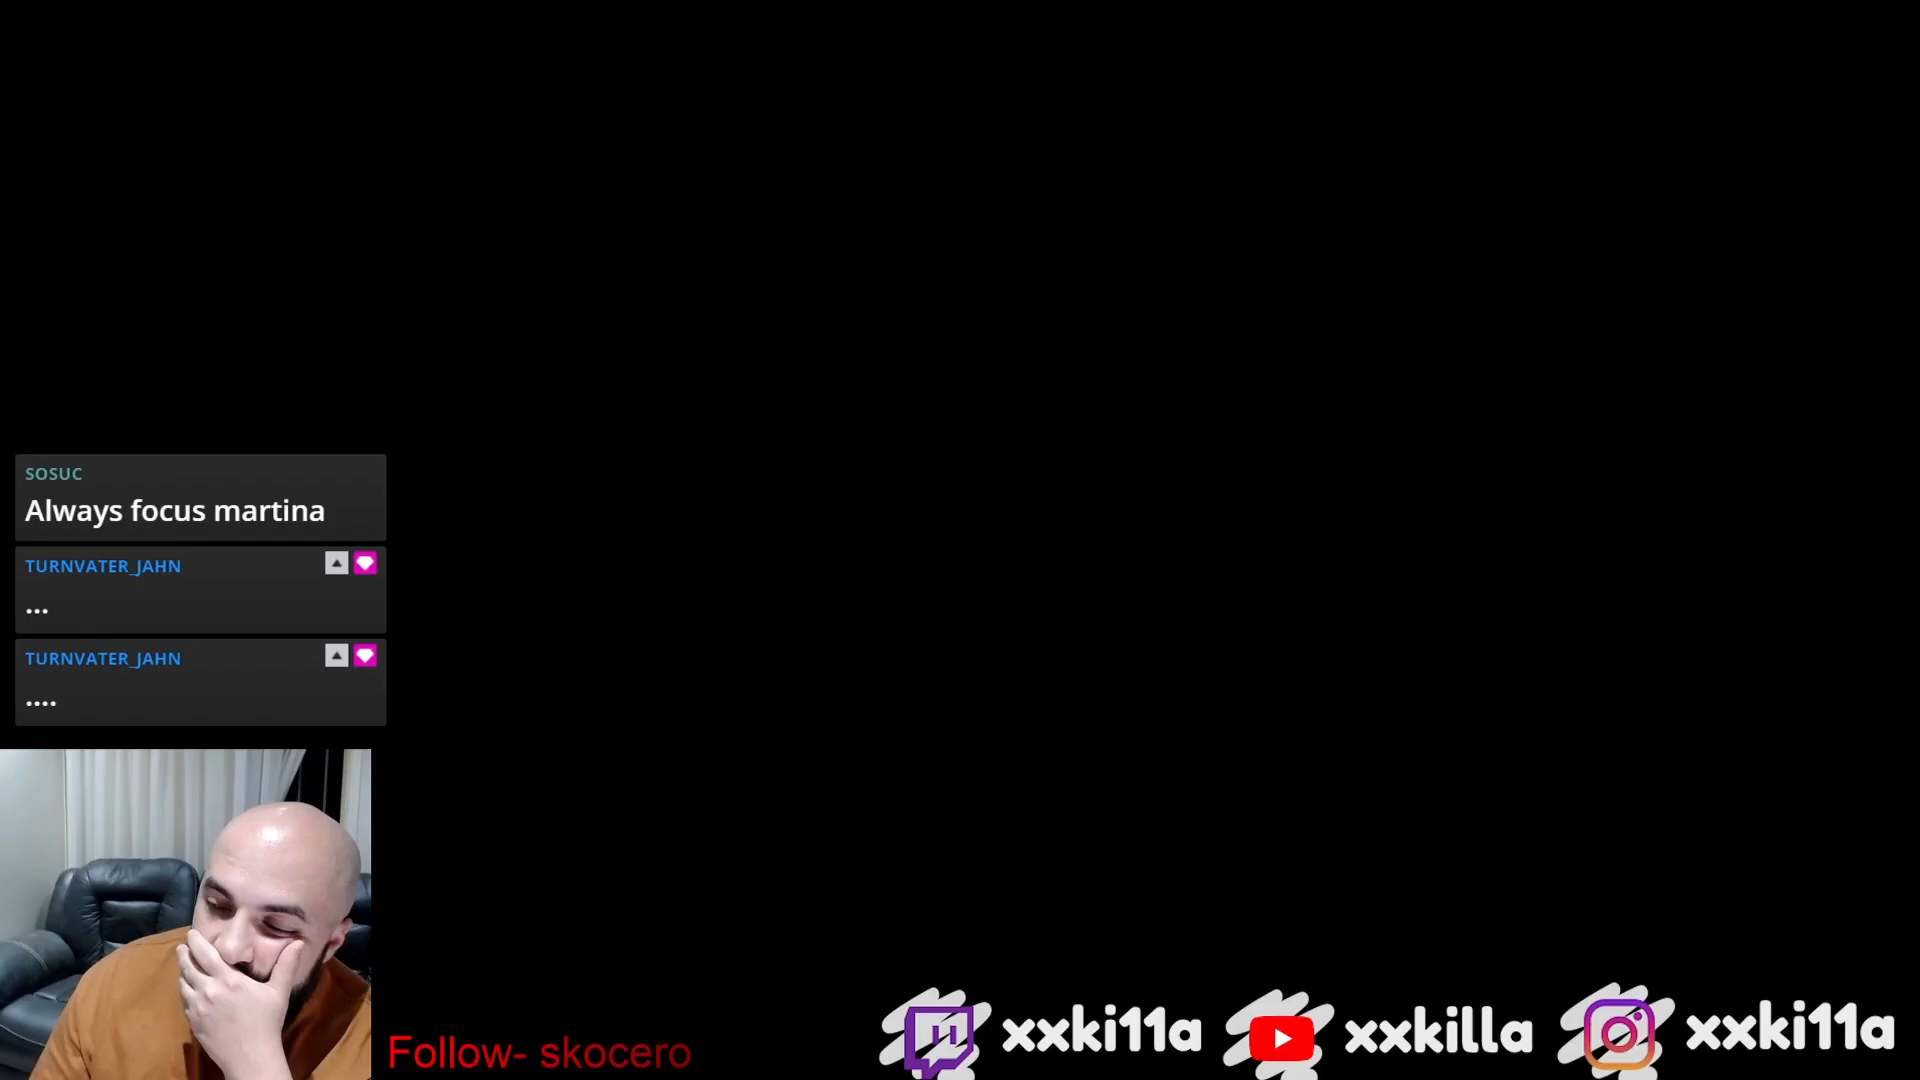 SOSUC
Always focus martina
TURNVATER_JAHN
...
TURNVATER_JAHN
....
Follow- skocero
xxki11a
xxkilla
xxki11a